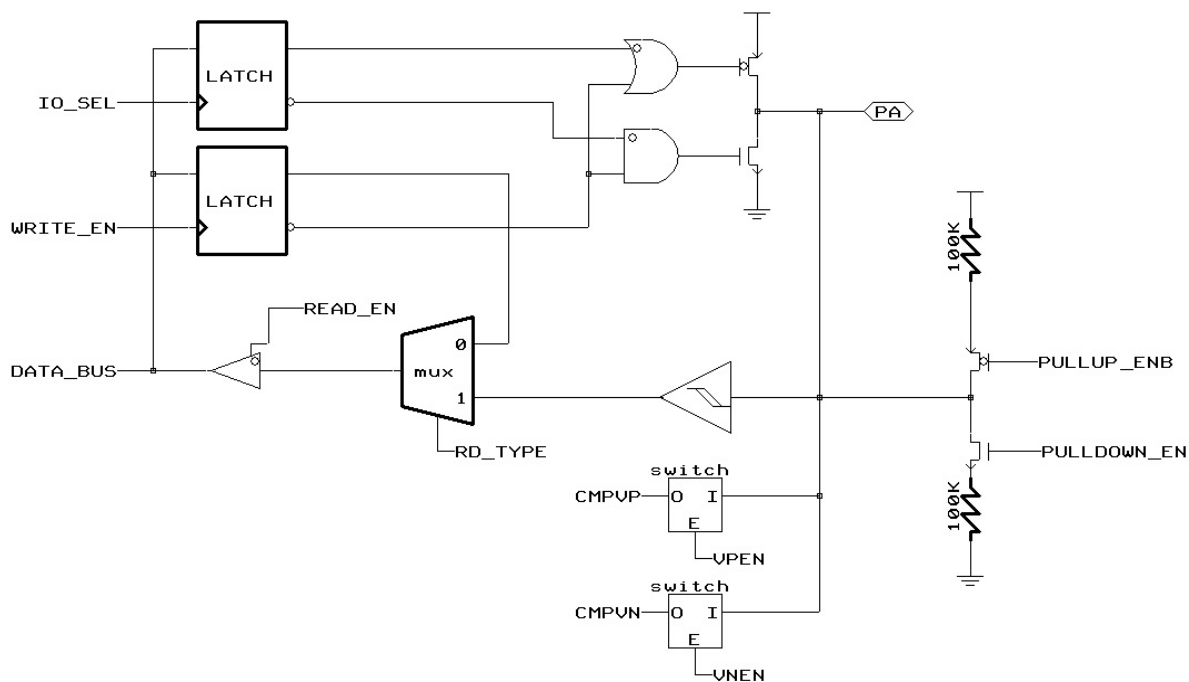 LATCH
IO_SEL
PA
LATCH
WRITE_EN
100K
READ_EN
0
DATA_BUS
mux
PULLUP_ENB
1
RD_TYPE
PULLDOWN_EN
switch
CMPVP
O I
E
100K
VPEN
switch
CMPVN
O I
E
VNEN